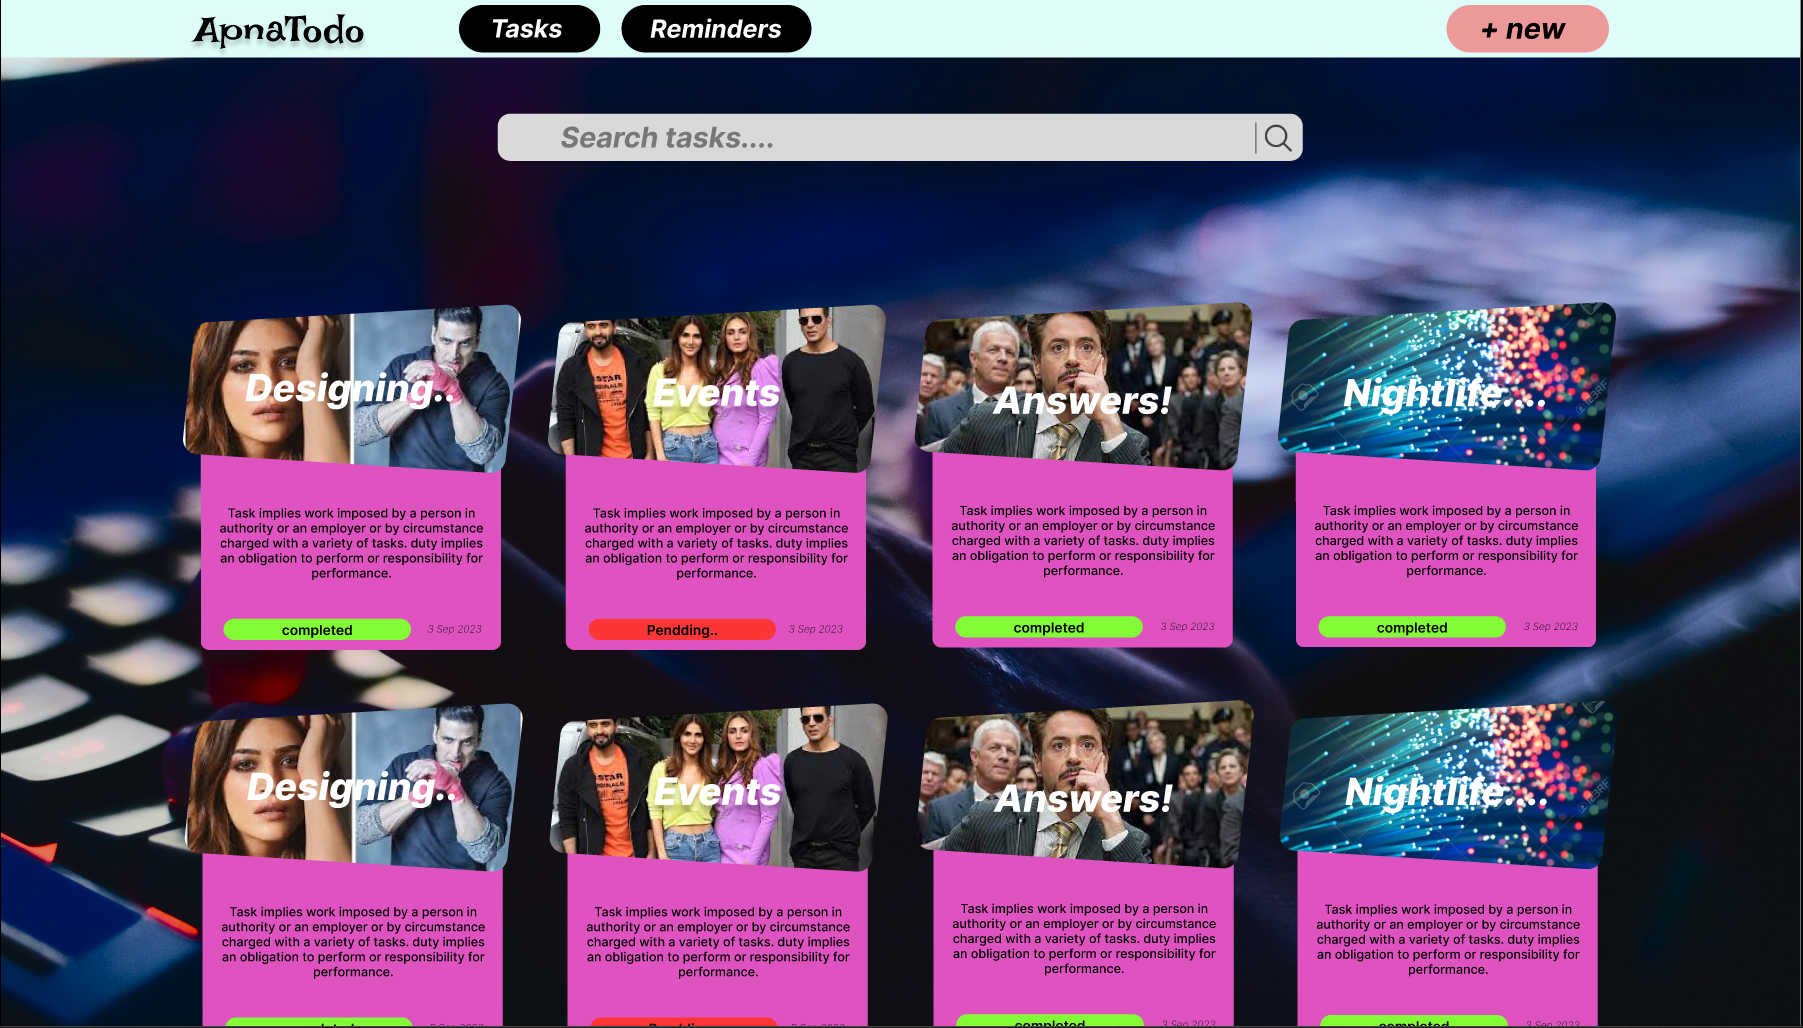 ApnaTodo
Tasks
Reminders
+ new
Search tasks....
Designing..
Events
Answers!
Nightlife....
Task implies work imposed by a person in
authority or an employer or by circumstance
charged with a variety of tasks. duty implies
an obligation to perform or responsibility for
performance.
completed
3 Sep 2023
Task implies work imposed by a person in
authority or an employer or by circumstance
charged with a variety of tasks. duty implies
an obligation to perform or responsibility for
performance.
Pendding..
3 Sep 2023
Task implies work imposed by a person in
authority or an employer or by circumstance
charged with a variety of tasks. duty implies
an obligation to perform or responsibility for
performance.
completed
3 Sep 2023
Task implies work imposed by a person in
authority or an employer or by circumstance
charged with a variety of tasks. duty implies
an obligation to perform or responsibility for
performance.
completed
3 Sep 2023
Designing..
Events
Answers!
Nightlife....
Task implies work imposed by a person in
authority or an employer or by circumstance
charged with a variety of tasks. duty implies
an obligation to perform or responsibility for
performance.
Task implies work imposed by a person in
authority or an employer or by circumstance
charged with a variety of tasks. duty implies
an obligation to perform or responsibility for
performance.
Task implies work imposed by a person in
authority or an employer or by circumstance
charged with a variety of tasks. duty implies
an obligation to perform or responsibility for
performance.
completed
3 Sep 2023
Task implies work imposed by a person in
authority or an employer or by circumstance
charged with a variety of tasks. duty implies
an obligation to perform or responsibility for
performance.
completed
3 Sep 2023